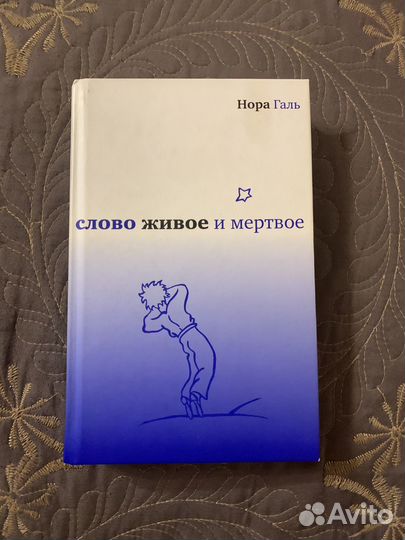 Нора Галь
слово живое и мертвое
Avito